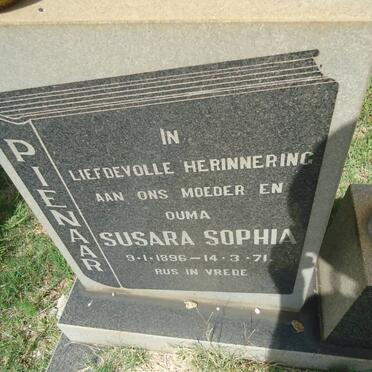 PIENAAR
IN
LIEFDEVOLLE HERINNERING
AAN ONS MOEDER EN
OUMA
SUSARA SOPHIA
9·1·1896–14·3·71
RUS IN VREDE